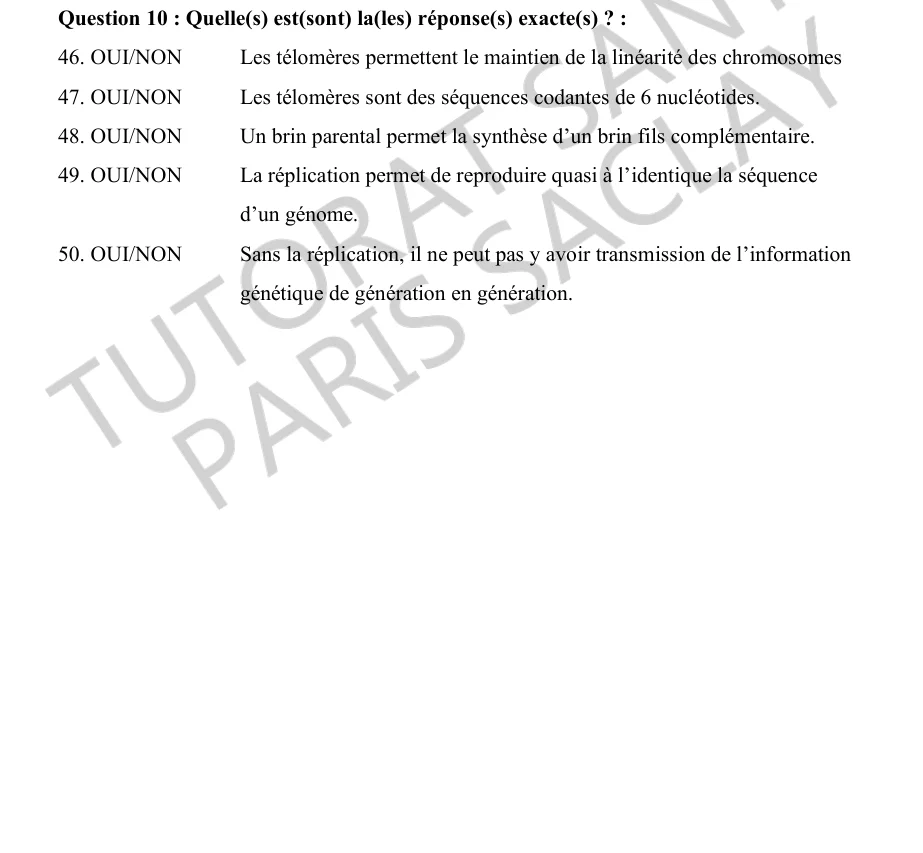 Question 10 : Quelle(s) est(sont) la(les) réponse(s) exacte(s) ? :
46. OUI/NON Les télomères permettent le maintien de la linéarité des chromosomes
47. OUI/NON Les télomères sont des séquences codantes de 6 nucléotides.
48. OUI/NON Un brin parental permet la synthèse d’un brin fils complémentaire.
49. OUI/NON La réplication permet de reproduire quasi à l’identique la séquence
d’un génome.
50. OUI/NON Sans la réplication, il ne peut pas y avoir transmission de l’information
génétique de génération en génération.
TUTORAT SANT
PARIS SACLAY